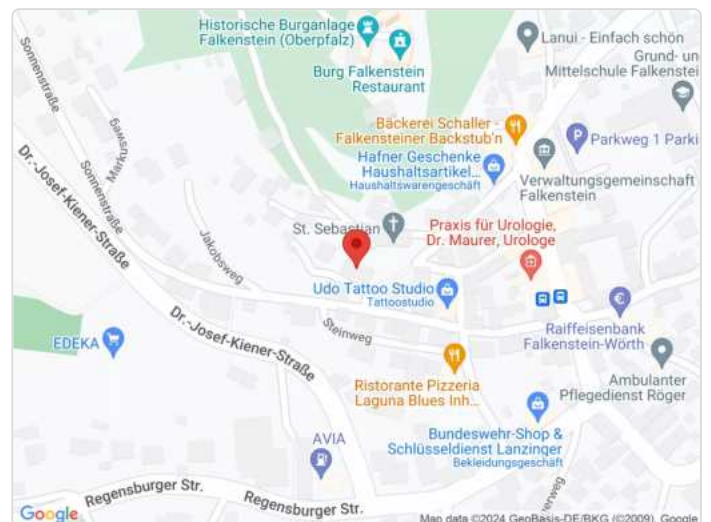 Historische Burganlage
Falkenstein (Oberpfalz)
Burg Falkenstein
Restaurant
Lanui - Einfach schön
Grund- un
Mittelschule Falkenstei
Sonnenstraße
Sonnenstraße
Markusweg
Bäckerei Schaller -
Falkensteiner Backstub'n
Parkweg 1 Parki
Hafner Geschenke
Haushaltsartikel...
Haushaltswarengeschäft
Verwaltungsgemeinschaft
Falkenstein
Dr.-Josef-Kiener-Straße
Jakobsweg
St. Sebastian
Praxis für Urologie,
Dr. Maurer, Urologe
Udo Tattoo Studio
Tattoostudio
Dr.-Josef-Kiener-Straße
Steinweg
EDEKA
Raiffeisenbank
Falkenstein-Wörth
Ristorante Pizzeria
Laguna Blues Inh...
Ambulanter
Pflegedienst Röger
Bundeswehr-Shop &
Schlüsseldienst Lanzinger
Bekleidungsgeschäft
AVIA
Regensburger Str.
Regensburger Str.
erweg
Google
Map data ©2024 GeoBasis-DE/BKG (©2009), Google